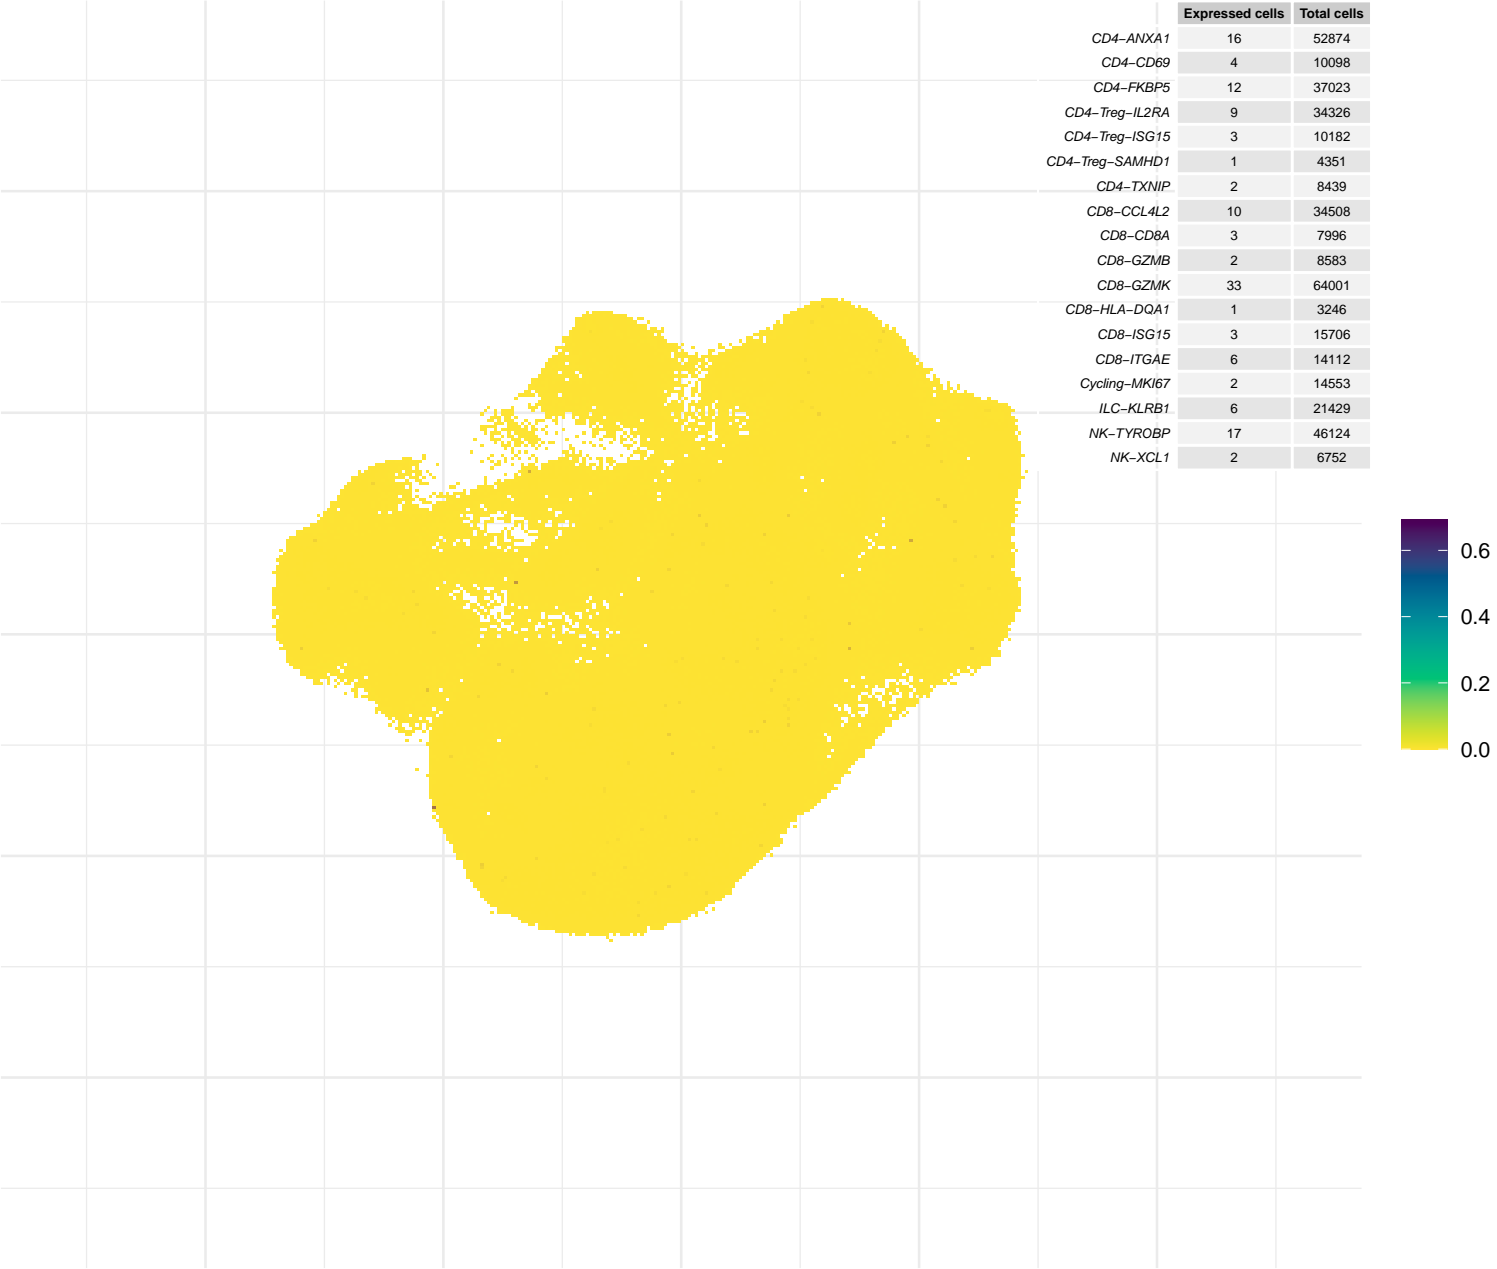 Expressed cells Total cells
CD4−ANXA1 16 52874
CD4−CD69 4 10098
CD4−FKBP5 12 37023
CD4−Treg−IL2RA 9 34326
CD4−Treg−ISG15 3 10182
CD4−Treg−SAMHD1 1 4351
CD4−TXNIP 2 8439
CD8−CCL4L2 10 34508
CD8−CD8A 3 7996
CD8−GZMB 2 8583
CD8−GZMK 33 64001
CD8−HLA−DQA1 1 3246
CD8−ISG15 3 15706
CD8−ITGAE 6 14112
Cycling−MKI67 2 14553
ILC−KLRB1 6 21429
NK−TYROBP 17 46124
NK−XCL1 2 6752
0.6
0.4
0.2
0.0